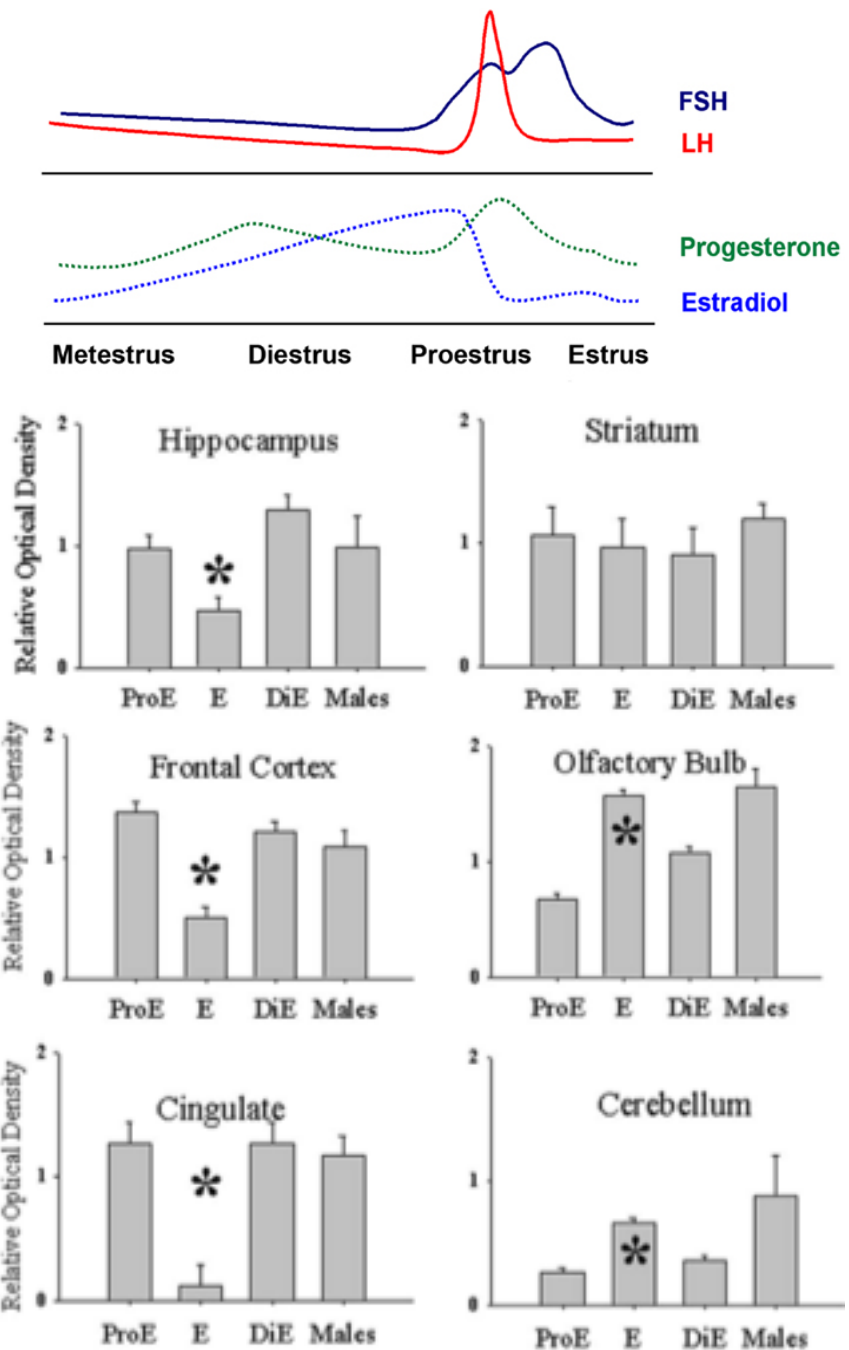 FSH
LH
Progesterone
Estradiol
Metestrus Diestrus Proestrus Estrus
Relative Optical Density
2
1
0
Hippocampus
*
ProE E DiE Males
2
1
0
Striatum
ProE E DiE Males
Relative Optical Density
2
1
0
Frontal Cortex
*
ProE E DiE Males
2
1
0
Olfactory Bulb
*
ProE E DiE Males
Relative Optical Density
2
1
0
Cingulate
*
ProE E DiE Males
2
1
0
Cerebellum
*
ProE E DiE Males